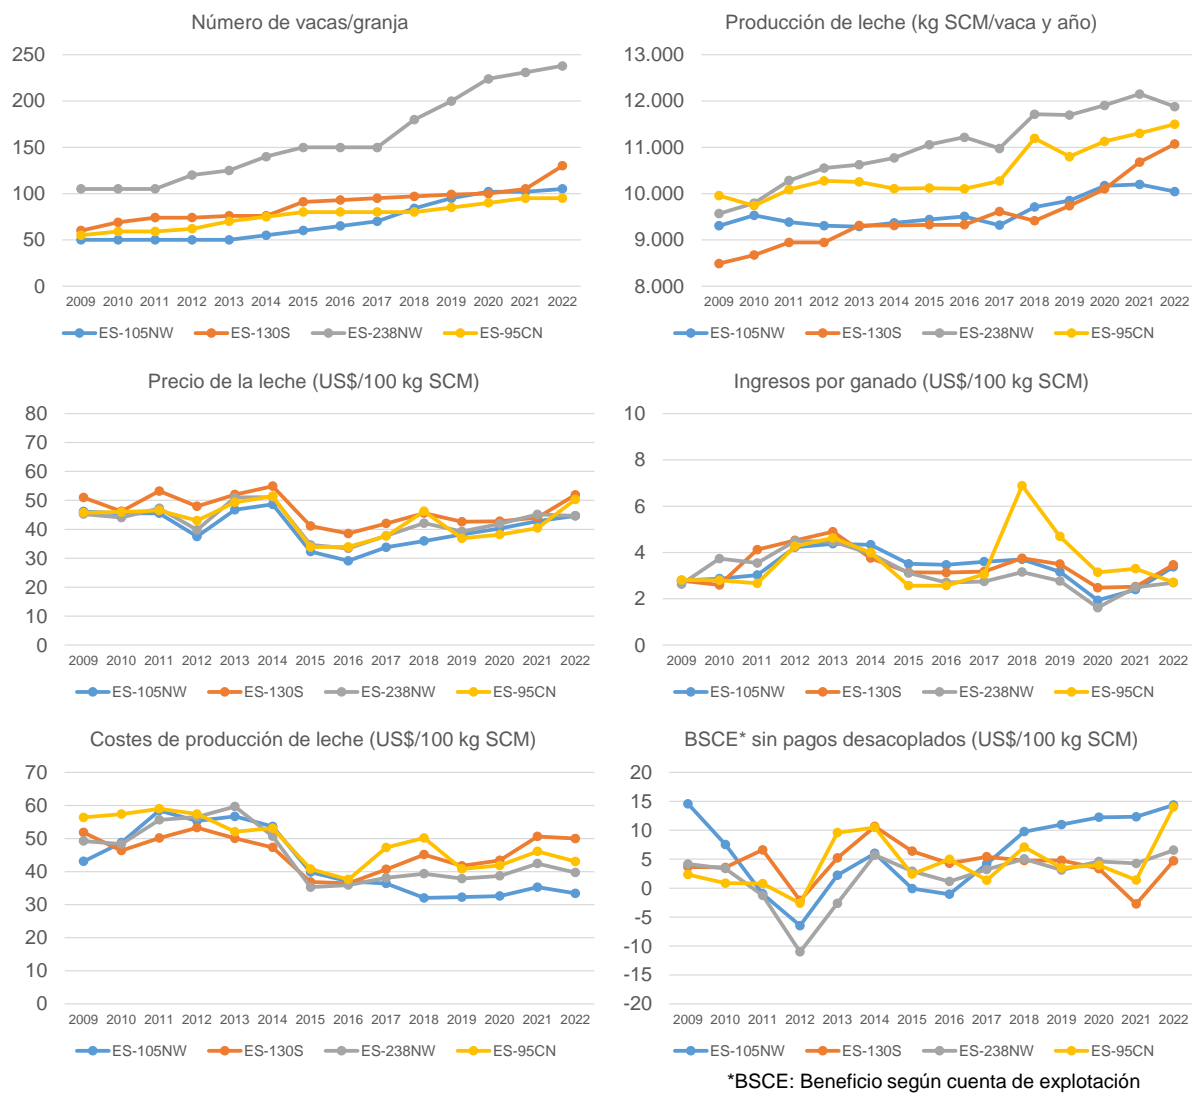 Número de vacas/granja
250
200
150
100
50
0
2009 2010 2011 2012 2013 2014 2015 2016 2017 2018 2019 2020 2021 2022
ES-105NW ES-130S ES-238NW ES-95CN
Producción de leche (kg SCM/vaca y año)
13.000
12.000
11.000
10.000
9.000
8.000
2009 2010 2011 2012 2013 2014 2015 2016 2017 2018 2019 2020 2021 2022
ES-105NW ES-130S ES-238NW ES-95CN
Precio de la leche (US$/100 kg SCM)
80
70
60
50
40
30
20
10
0
2009 2010 2011 2012 2013 2014 2015 2016 2017 2018 2019 2020 2021 2022
ES-105NW ES-130S ES-238NW ES-95CN
Ingresos por ganado (US$/100 kg SCM)
10
8
6
4
2
0
2009 2010 2011 2012 2013 2014 2015 2016 2017 2018 2019 2020 2021 2022
ES-105NW ES-130S ES-238NW ES-95CN
Costes de producción de leche (US$/100 kg SCM)
70
60
50
40
30
20
10
0
2009 2010 2011 2012 2013 2014 2015 2016 2017 2018 2019 2020 2021 2022
ES-105NW ES-130S ES-238NW ES-95CN
BSCE* sin pagos desacoplados (US$/100 kg SCM)
20
15
10
5
0
-5
-10
-15
-20
2009 2010 2011 2012 2013 2014 2015 2016 2017 2018 2019 2020 2021 2022
ES-105NW ES-130S ES-238NW ES-95CN
*BSCE: Beneficio según cuenta de explotación